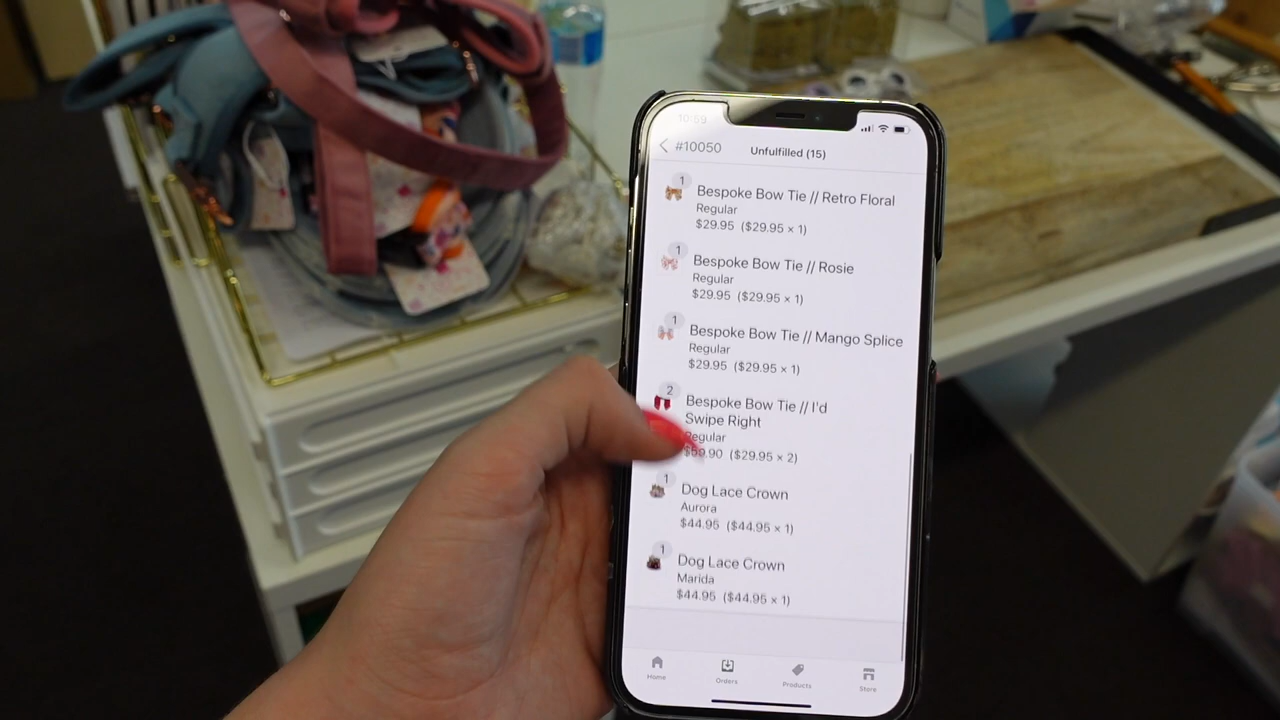 10:59
#10050
Unfulfilled (15)
1
Bespoke Bow Tie // Retro Floral
Regular
$29.95 ($29.95 × 1)
1
Bespoke Bow Tie // Rosie
Regular
$29.95 ($29.95 × 1)
1
Bespoke Bow Tie // Mango Splice
Regular
$29.95 ($29.95 × 1)
2
Bespoke Bow Tie // I'd
Swipe Right
Regular
$59.90 ($29.95 × 2)
1
Dog Lace Crown
Aurora
$44.95 ($44.95 × 1)
1
Dog Lace Crown
Marida
$44.95 ($44.95 × 1)
Home
Orders
Products
Store